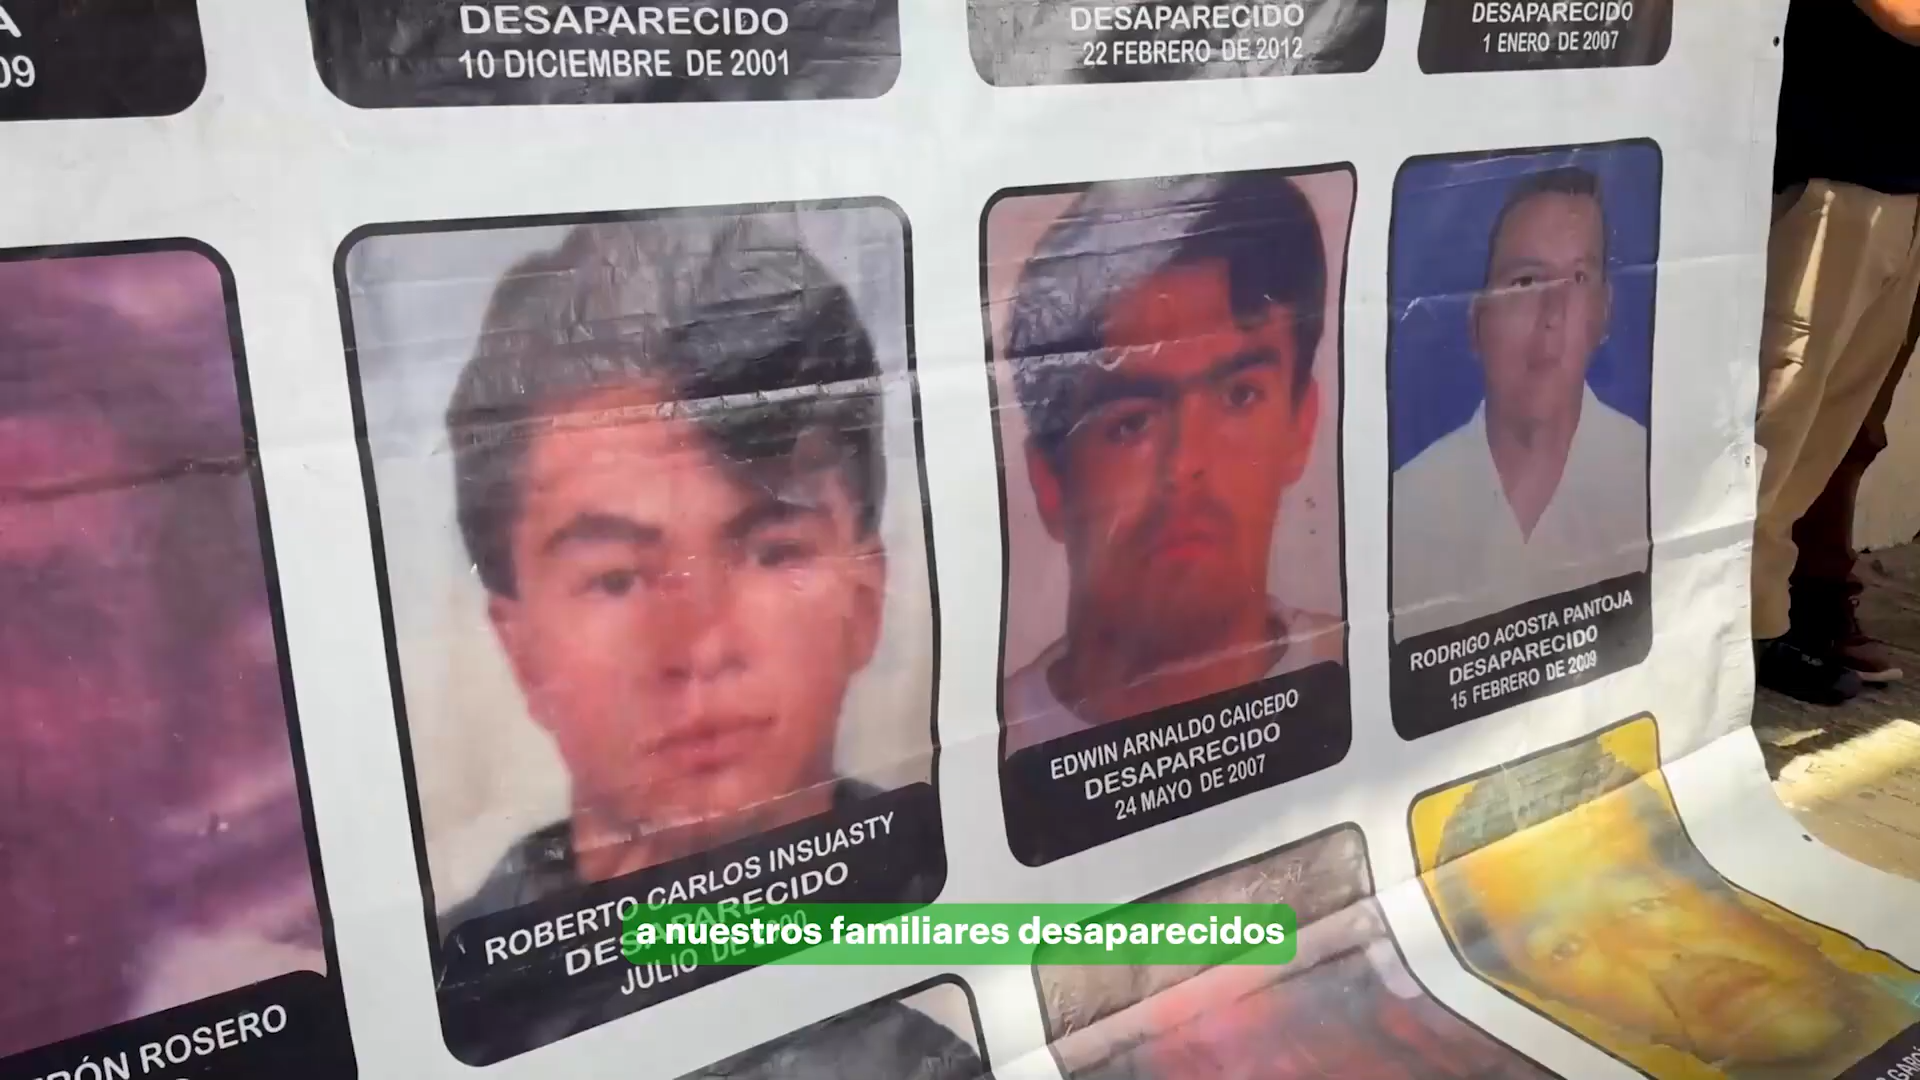 DESAPARECIDO
10 DICIEMBRE DE 2001
DESAPARECIDO
22 FEBRERO DE 2012
DESAPARECIDO
1 ENERO DE 2007
09
ROBERTO CARLOS INSUASTY
DESAPARECIDO
JULIO DE 2000
EDWIN ARNALDO CAICEDO
DESAPARECIDO
24 MAYO DE 2007
RODRIGO ACOSTA PANTOJA
DESAPARECIDO
15 FEBRERO DE 2009
a nuestros familiares desaparecidos
ROSERO